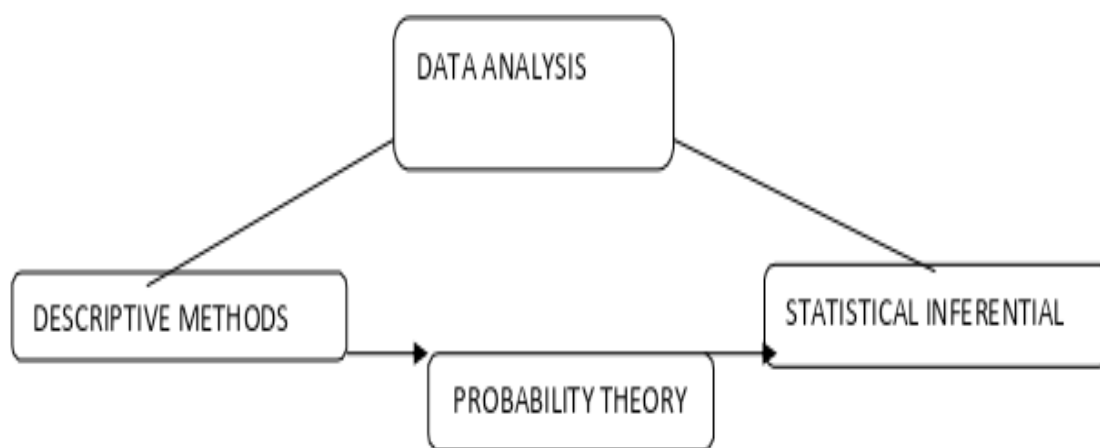 DATA ANALYSIS
DESCRIPTIVE METHODS
STATISTICAL INFERENTIAL
PROBABILITY THEORY